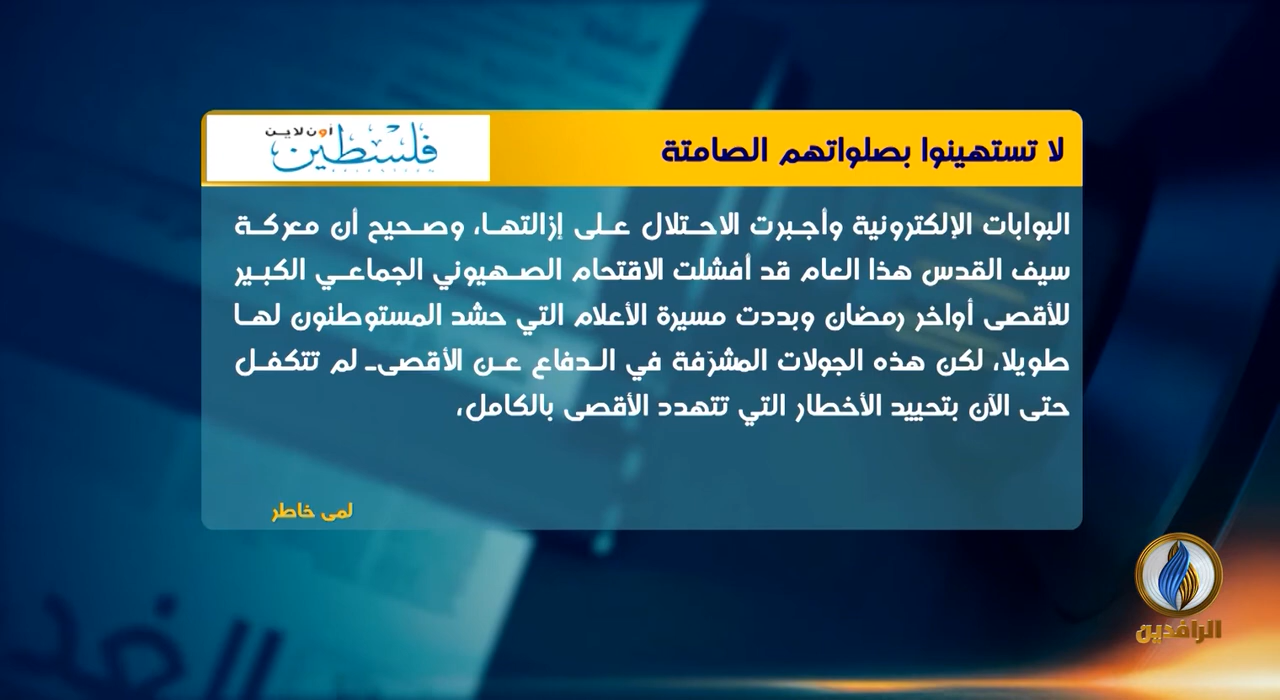 لا تستهينوا بصلواتهم الصامتة
أون لاين
فلسطين
البوابات الإلكترونية وأجبرت الاحتلال على إزالتها، وصحيح أن معركة
سيف القدس هذا العام قد أفشلت الاقتحام الصهيوني الجماعي الكبير
للأقصى أواخر رمضان وبددت مسيرة الأعلام التي حشد المستوطنون لها
طويلا، لكن هذه الجولات المشرّفة في الدفاع عن الأقصىـ لم تتكفل
حتى الآن بتحييد الأخطار التي تتهدد الأقصى بالكامل،
لمى خاطر
الرافدين
الغد